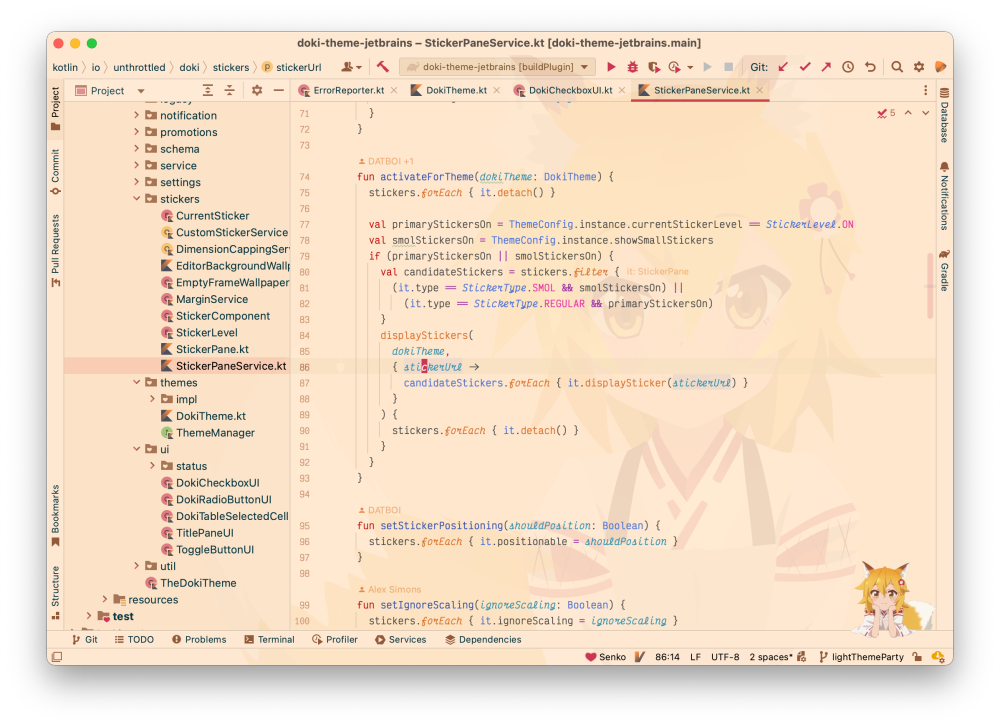 doki-theme-jetbrains – StickerPaneService.kt [doki-theme-jetbrains.main]
kotlin 〉 io 〉 unthrottled 〉 doki 〉 stickers 〉 stickerUrl
doki-theme-jetbrains [buildPlugin]
Git:
Project
Project
ErrorReporter.kt
DokiTheme.kt
DokiCheckboxUI.kt
StickerPaneService.kt
Commit
Pull Requests
Bookmarks
Structure
notification
promotions
schema
service
settings
stickers
CurrentSticker
CustomStickerService
DimensionCappingSer
EditorBackgroundWallp
EmptyFrameWallpaper
MarginService
StickerComponent
StickerLevel
StickerPane.kt
StickerPaneService.kt
themes
impl
DokiTheme.kt
ThemeManager
ui
status
DokiCheckboxUI
DokiRadioButtonUI
DokiTableSelectedCell
TitlePaneUI
ToggleButtonUI
util
TheDokiTheme
resources
test
5
71 }
72 }
73
DATBOI +1
74 fun activateForTheme(dokiTheme: DokiTheme) {
75 stickers.forEach { it.detach() }
76
77 val primaryStickersOn = ThemeConfig.instance.currentStickerLevel == StickerLevel.ON
78 val smolStickersOn = ThemeConfig.instance.showSmallStickers
79 if (primaryStickersOn || smolStickersOn) {
80 val candidateStickers = stickers.filter { it: StickerPane
81 (it.type == StickerType.SMOL && smolStickersOn) ||
82 (it.type == StickerType.REGULAR && primaryStickersOn)
83 }
84 displayStickers(
85 dokiTheme,
86 { stickerUrl →
87 candidateStickers.forEach { it.displaySticker(stickerUrl) }
88 }
89 ) {
90 stickers.forEach { it.detach() }
91 }
92 }
93 }
94
DATBOI
95 fun setStickerPositioning(shouldPosition: Boolean) {
96 stickers.forEach { it.positionable = shouldPosition }
97 }
98
Alex Simons
99 fun setIgnoreScaling(ignoreScaling: Boolean) {
100 stickers.forEach { it.ignoreScaling = ignoreScaling }
Database
Notifications
Gradle
Git
TODO
Problems
Terminal
Profiler
Services
Dependencies
Senko
86:14
LF
UTF-8
2 spaces*
lightThemeParty